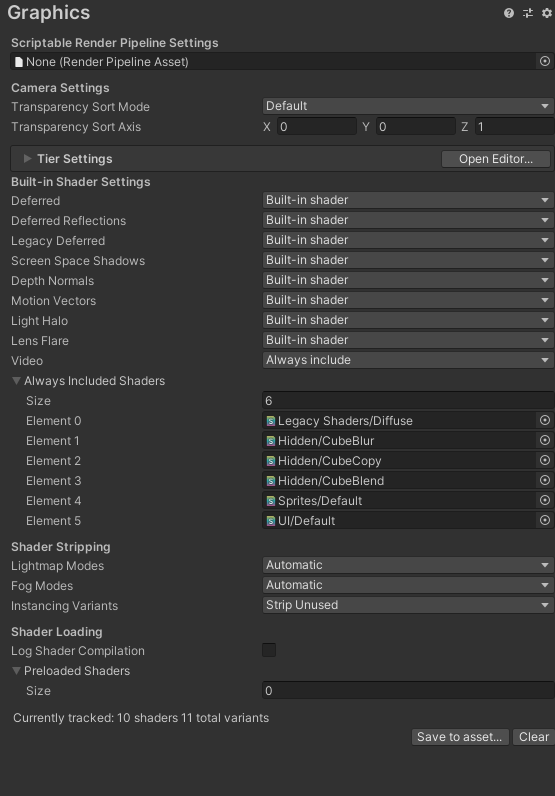 Graphics
Scriptable Render Pipeline Settings
None (Render Pipeline Asset)
Camera Settings
Transparency Sort Mode Default
Transparency Sort Axis X 0 Y 0 Z 1
Tier Settings Open Editor...
Built-in Shader Settings
Deferred Built-in shader
Deferred Reflections Built-in shader
Legacy Deferred Built-in shader
Screen Space Shadows Built-in shader
Depth Normals Built-in shader
Motion Vectors Built-in shader
Light Halo Built-in shader
Lens Flare Built-in shader
Video Always include
Always Included Shaders
Size 6
Element 0 Legacy Shaders/Diffuse
Element 1 Hidden/CubeBlur
Element 2 Hidden/CubeCopy
Element 3 Hidden/CubeBlend
Element 4 Sprites/Default
Element 5 UI/Default
Shader Stripping
Lightmap Modes Automatic
Fog Modes Automatic
Instancing Variants Strip Unused
Shader Loading
Log Shader Compilation
Preloaded Shaders
Size 0
Currently tracked: 10 shaders 11 total variants
Save to asset... Clear